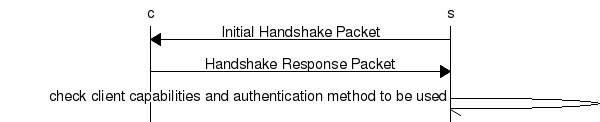 c
s
Initial Handshake Packet
Handshake Response Packet
check client capabilities and authentication method to be used